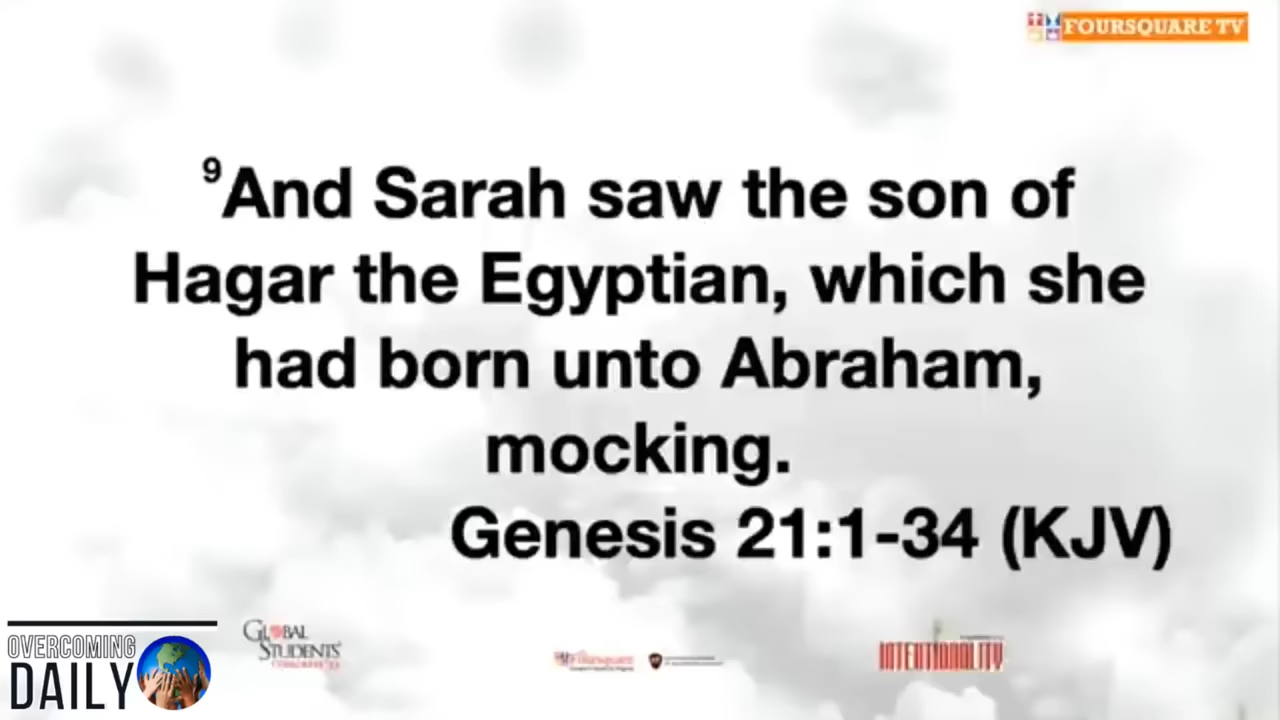 FOURSQUARE TV
⁹And Sarah saw the son of
Hagar the Egyptian, which she
had born unto Abraham,
mocking.
Genesis 21:1-34 (KJV)
OVERCOMING
DAILY
GLOBAL
STUDENTS'
Foursquare
INTENTIONALITY